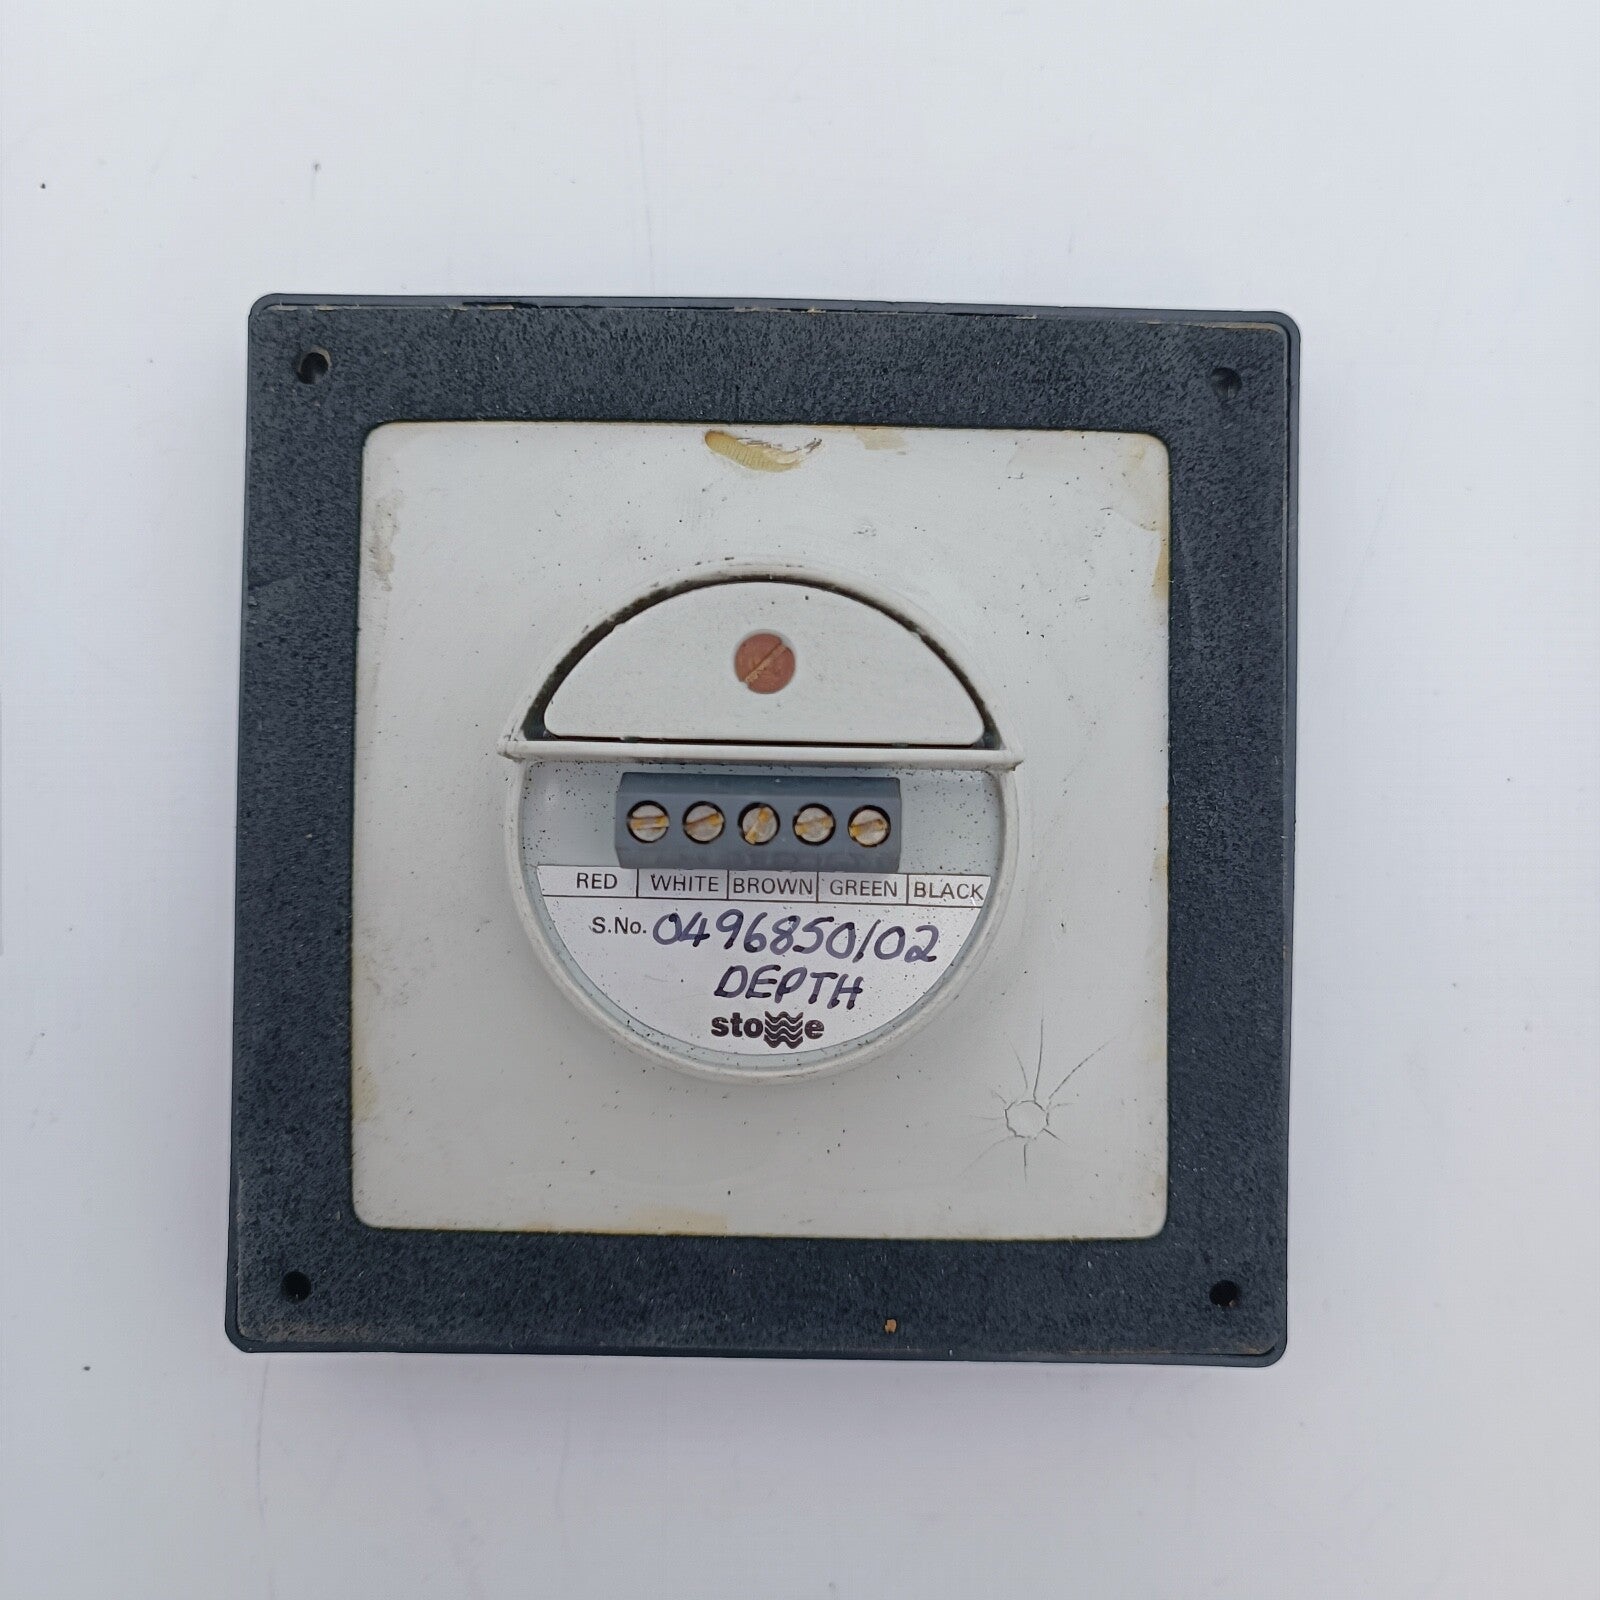 RED WHITE BROWN GREEN BLACK
S.No. 0496850/02
DEPTH
stowe